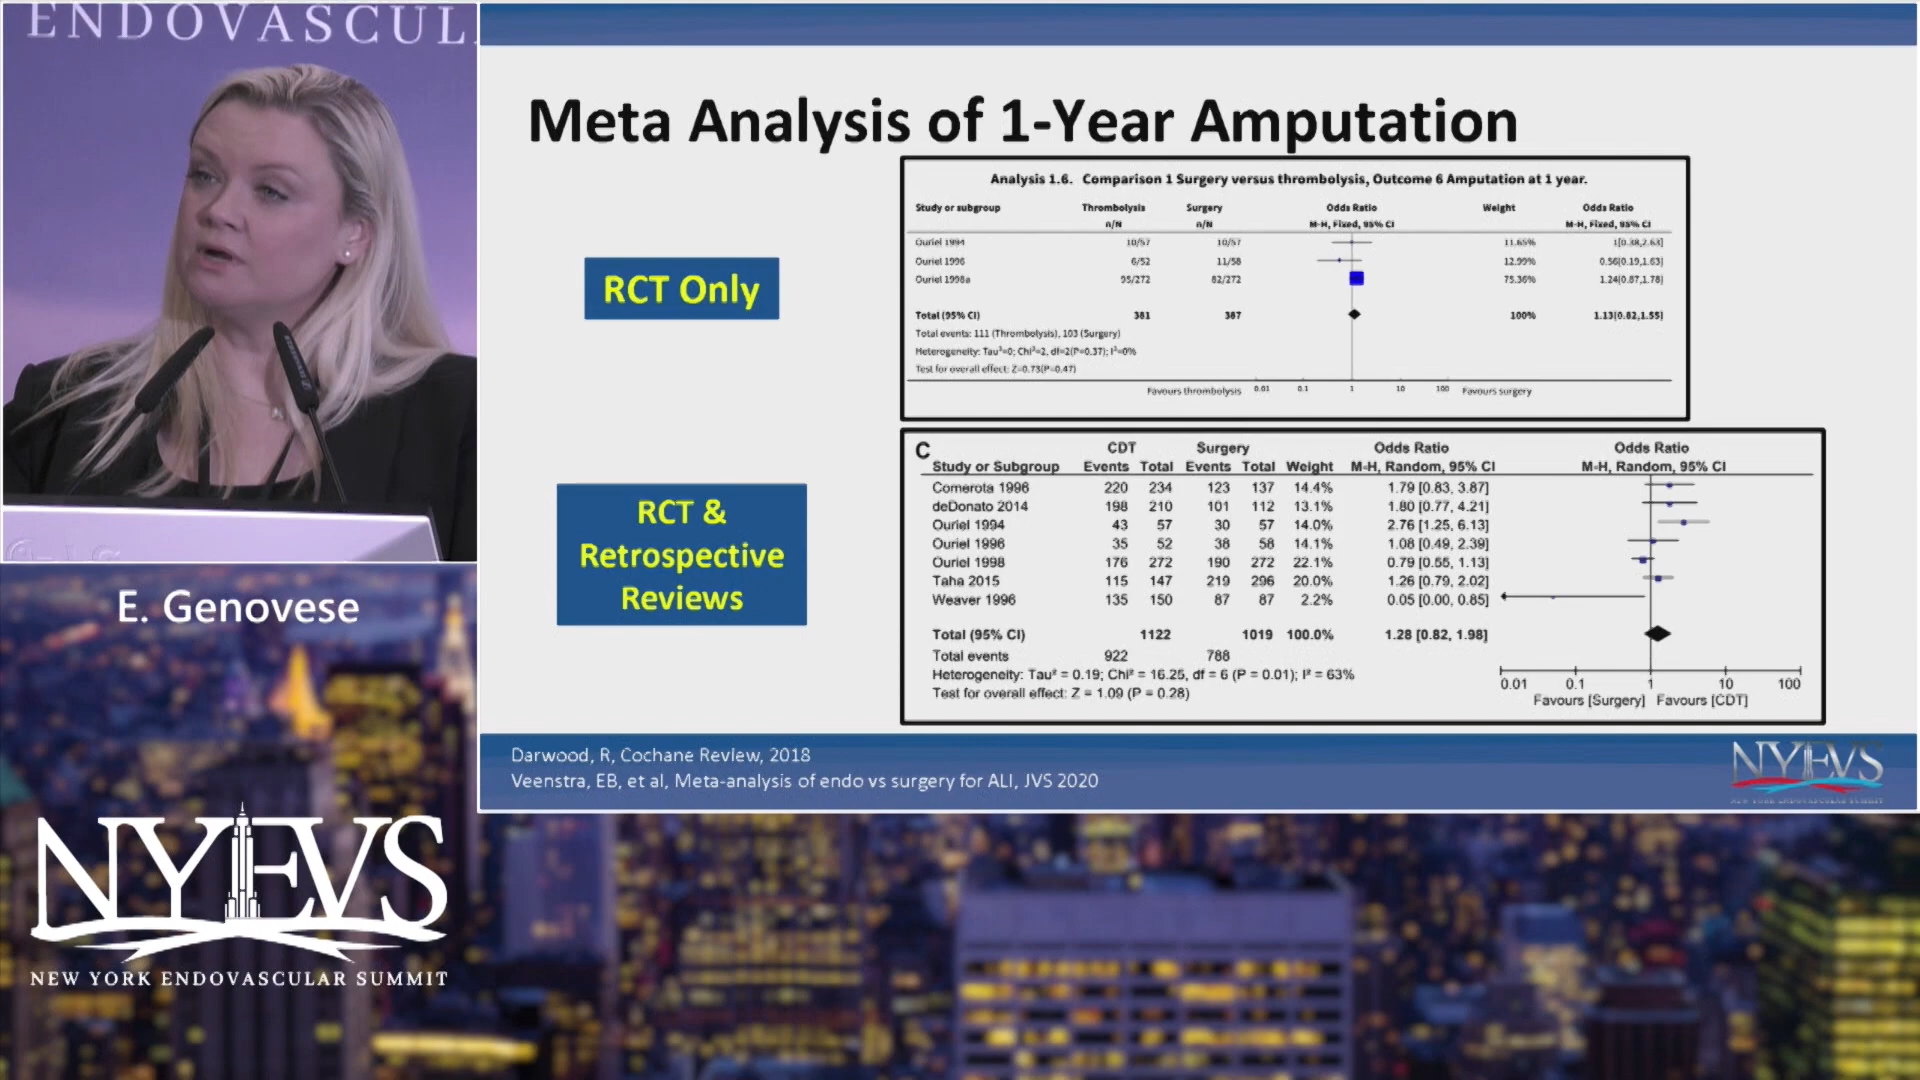 ENDOVASCUL
Meta Analysis of 1-Year Amputation
RCT Only
Analysis 1.6. Comparison 1 Surgery versus thrombolysis, Outcome 6 Amputation at 1 year.
Study or subgroup Thrombolysis Surgery Odds Ratio Weight Odds Ratio
n/N n/N M-H, Fixed, 95% CI M-H, Fixed, 95% CI
Ouriel 1994 10/57 10/57 11.65% 1[0.38,2.63]
Ouriel 1996 6/52 11/58 12.99% 0.56[0.19,1.63]
Ouriel 1998a 95/272 82/272 75.36% 1.24[0.87,1.78]
Total (95% CI) 381 387 100% 1.13[0.82,1.55]
Total events: 111 (Thrombolysis), 103 (Surgery)
Heterogeneity: Tau²=0; Chi²=2, df=2(P=0.37); I²=0%
Test for overall effect: Z=0.73(P=0.47)
Favours thrombolysis 0.01 0.1 1 10 100 Favours surgery
RCT &
Retrospective
Reviews
C CDT Surgery Odds Ratio Odds Ratio
Study or Subgroup Events Total Events Total Weight M-H, Random, 95% CI M-H, Random, 95% CI
Comerota 1996 220 234 123 137 14.4% 1.79 [0.83, 3.87]
deDonato 2014 198 210 101 112 13.1% 1.80 [0.77, 4.21]
Ouriel 1994 43 57 30 57 14.0% 2.76 [1.25, 6.13]
Ouriel 1996 35 52 38 58 14.1% 1.08 [0.49, 2.39]
Ouriel 1998 176 272 190 272 22.1% 0.79 [0.55, 1.13]
Taha 2015 115 147 219 296 20.0% 1.26 [0.79, 2.02]
Weaver 1996 135 150 87 87 2.2% 0.05 [0.00, 0.85]
Total (95% CI) 1122 1019 100.0% 1.28 [0.82, 1.98]
Total events 922 788
Heterogeneity: Tau² = 0.19; Chi² = 16.25, df = 6 (P = 0.01); I² = 63%
Test for overall effect: Z = 1.09 (P = 0.28)
0.01 0.1 1 10 100
Favours [Surgery] Favours [CDT]
Darwood, R, Cochane Review, 2018
Veenstra, EB, et al, Meta-analysis of endo vs surgery for ALI, JVS 2020
NYEVS
NEW YORK ENDOVASCULAR SUMMIT
E. Genovese
NYEVS
NEW YORK ENDOVASCULAR SUMMIT